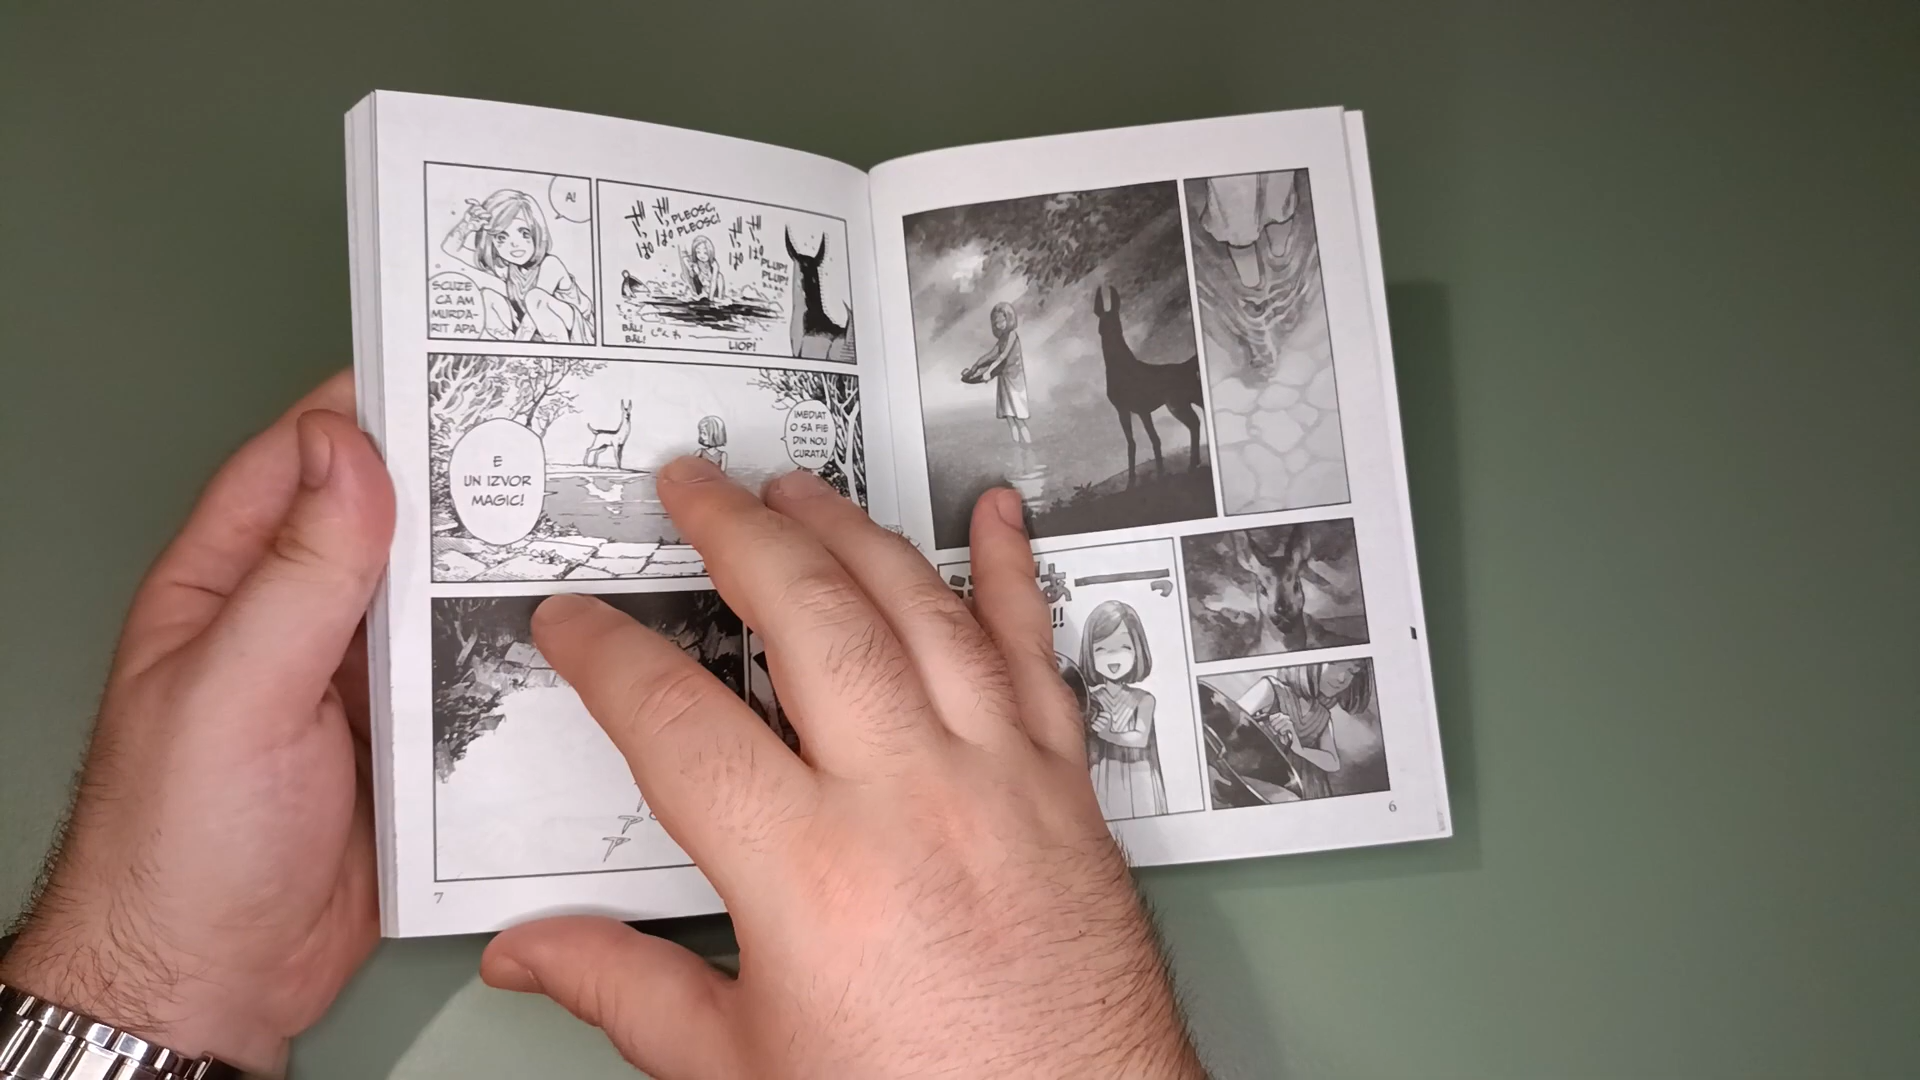 6
A!
SCUZE
CĂ AM
MURDĂ-
RIT APA.
PLEOSC,
PLEOSC!
PLUP!
PLUP!
BÂL!
BÂL!
LIOP!
IMEDIAT
O SĂ FIE
DIN NOU
CURATĂ!
E
UN IZVOR
MAGIC!
7